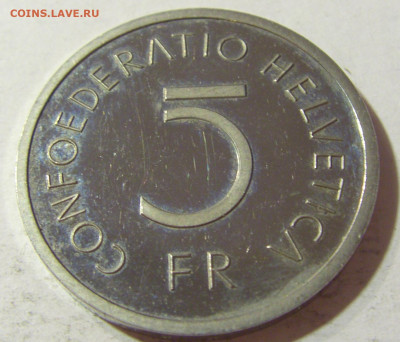 COINS.LAVE.RU
CONFOEDERATIO HELVETICA
5
FR